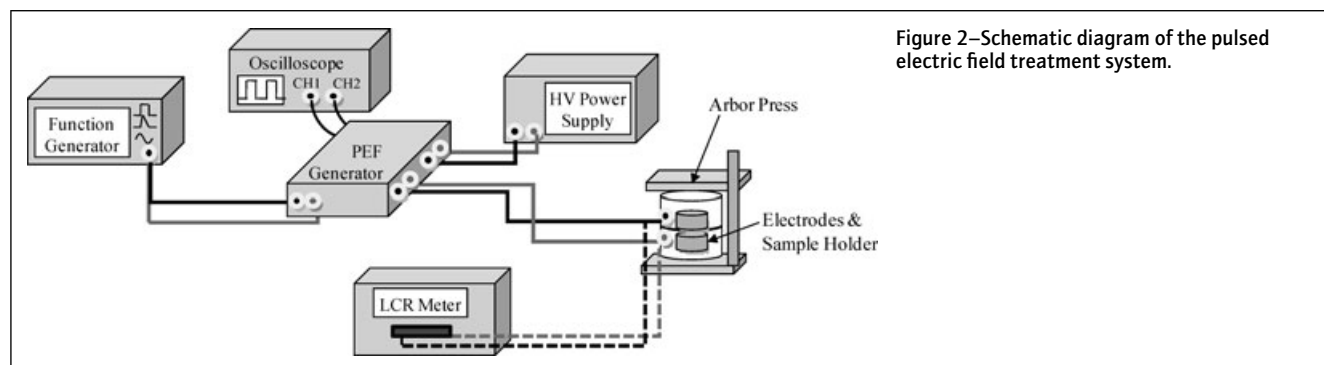 Figure 2–Schematic diagram of the pulsed
electric field treatment system.
Oscilloscope
CH1 CH2
Function
Generator
HV Power
Supply
PEF
Generator
Arbor Press
Electrodes &
Sample Holder
LCR Meter